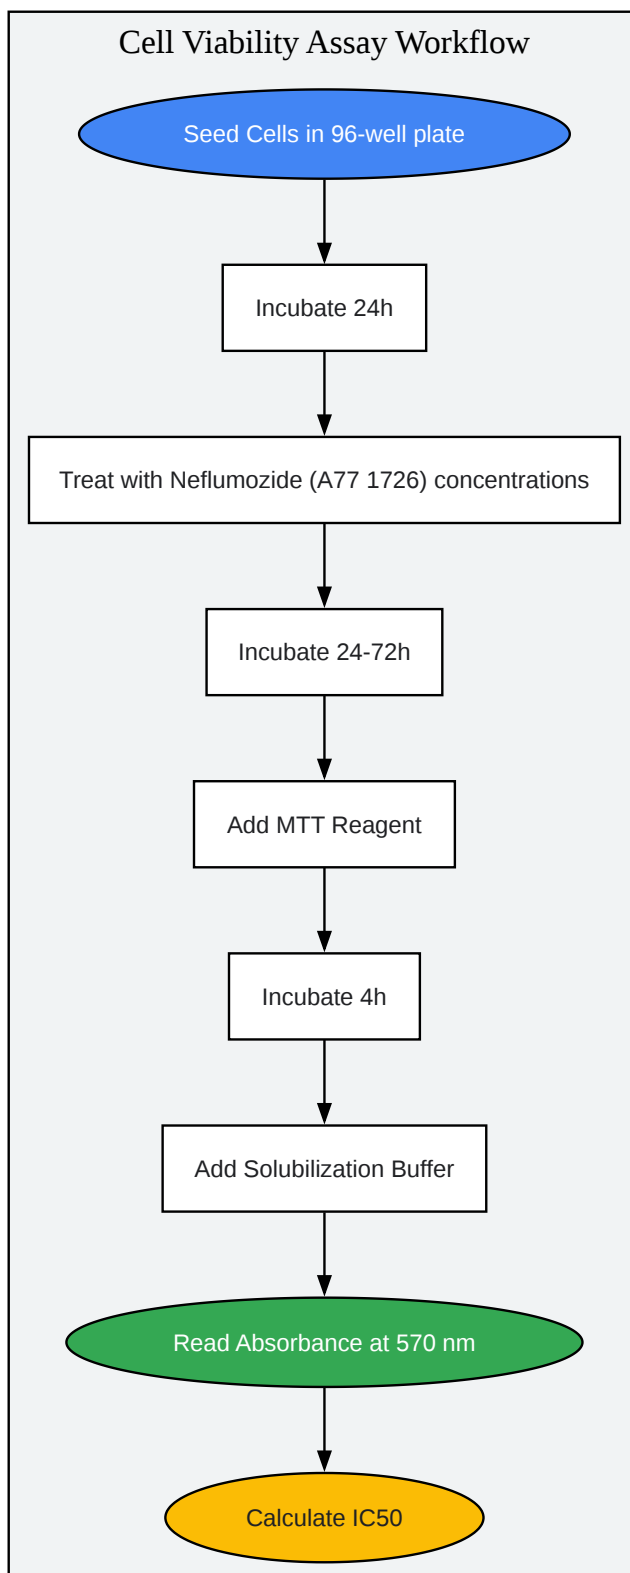 Cell Viability Assay Workflow
Seed Cells in 96-well plate
Incubate 24h
Treat with Neflumozide (A77 1726) concentrations
Incubate 24-72h
Add MTT Reagent
Incubate 4h
Add Solubilization Buffer
Read Absorbance at 570 nm
Calculate IC50